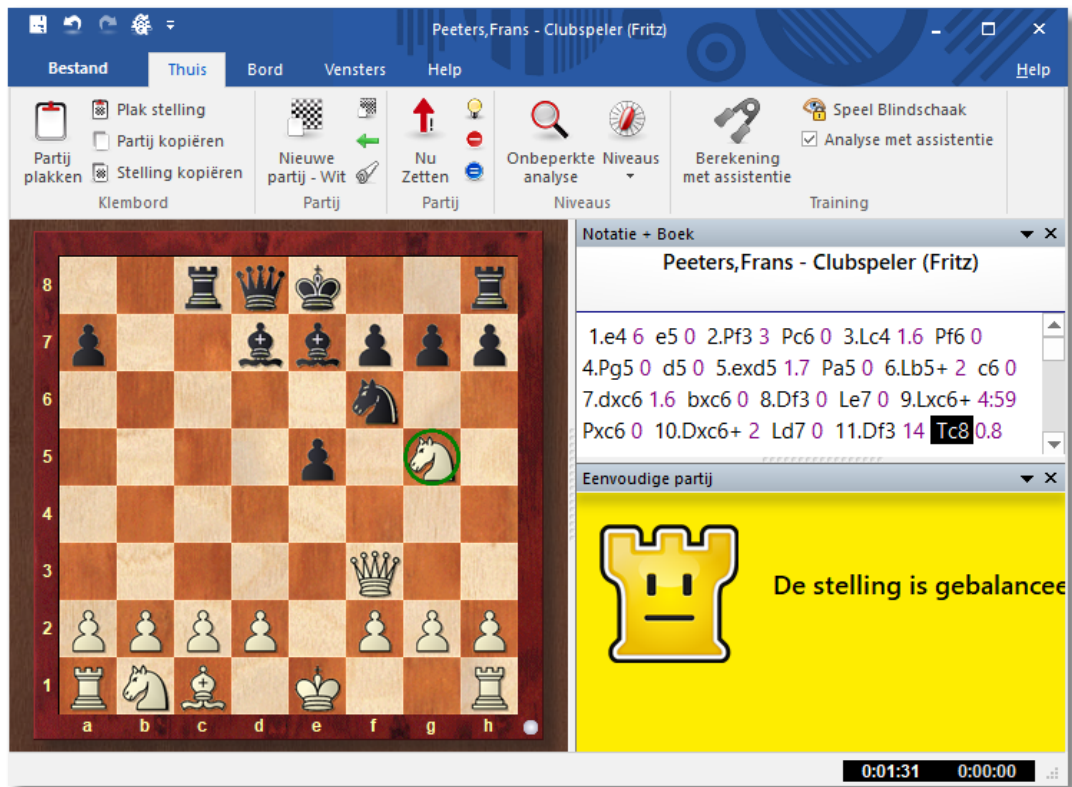 Peeters,Frans - Clubspeler (Fritz)
Bestand Thuis Bord Vensters Help Help
Partij plakken
Plak stelling
Partij kopiëren
Stelling kopiëren
Klembord
Nieuwe partij - Wit
Partij
Nu Zetten
Partij
Onbeperkte analyse
Niveaus
Niveaus
Berekening met assistentie
Speel Blindschaak
Analyse met assistentie
Training
8
7
6
5
4
3
2
1
a b c d e f g h
Notatie + Boek
Peeters,Frans - Clubspeler (Fritz)
1.e4 6 e5 0 2.Pf3 3 Pc6 0 3.Lc4 1.6 Pf6 0
4.Pg5 0 d5 0 5.exd5 1.7 Pa5 0 6.Lb5+ 2 c6 0
7.dxc6 1.6 bxc6 0 8.Df3 0 Le7 0 9.Lxc6+ 4:59
Pxc6 0 10.Dxc6+ 2 Ld7 0 11.Df3 14 Tc8 0.8
Eenvoudige partij
De stelling is gebalancee
0:01:31 0:00:00